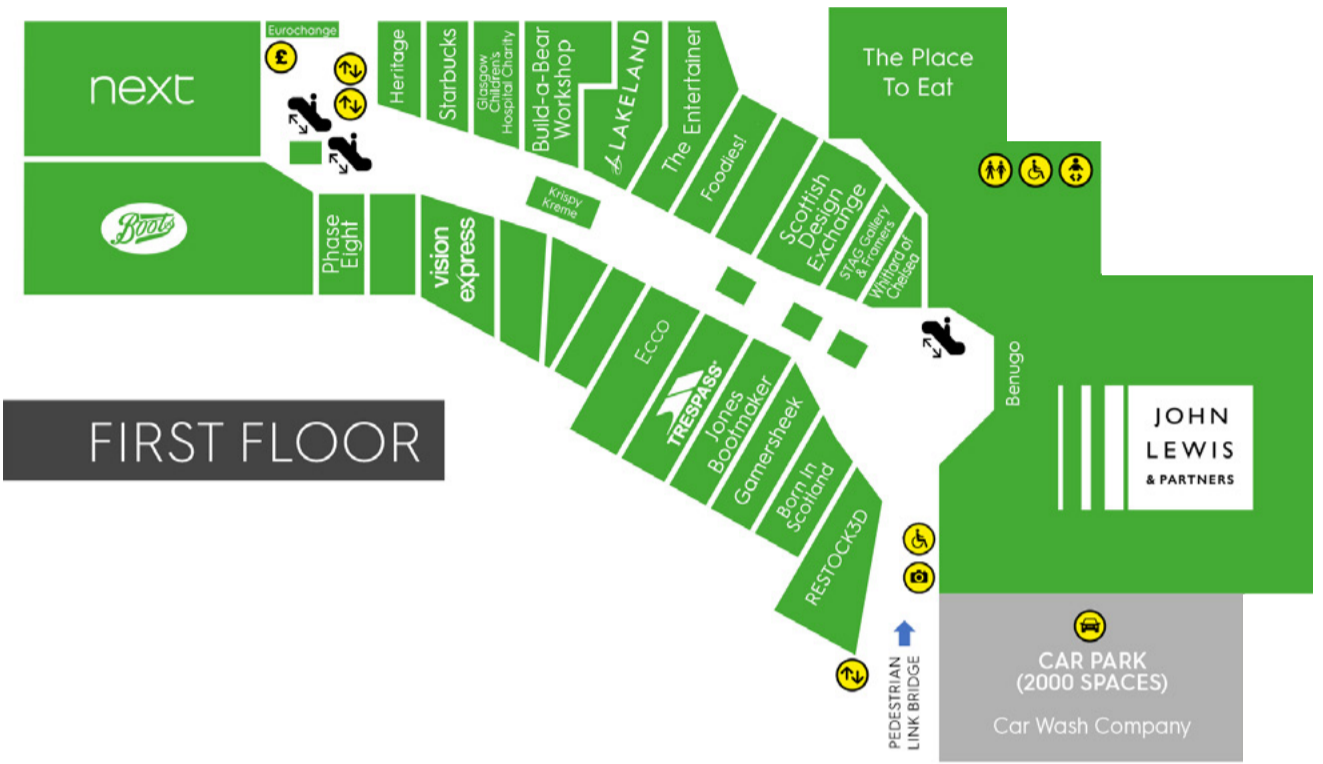 Eurochange
£
next
Heritage
Starbucks
Glasgow
Children's
Hospital Charity
Build-a-Bear
Workshop
LAKELAND
The Entertainer
Foodies!
Scottish
Design
Exchange
STAG Gallery
& Framers
Whittard of
Chelsea
The Place
To Eat
Boots
Phase
Eight
vision
express
Krispy
Kreme
Ecco
TRESPASS
Jones
Bootmaker
Gamersheek
Born In
Scotland
RESTOCK3D
Benugo
JOHN
LEWIS
& PARTNERS
FIRST FLOOR
PEDESTRIAN
LINK BRIDGE
CAR PARK
(2000 SPACES)
Car Wash Company